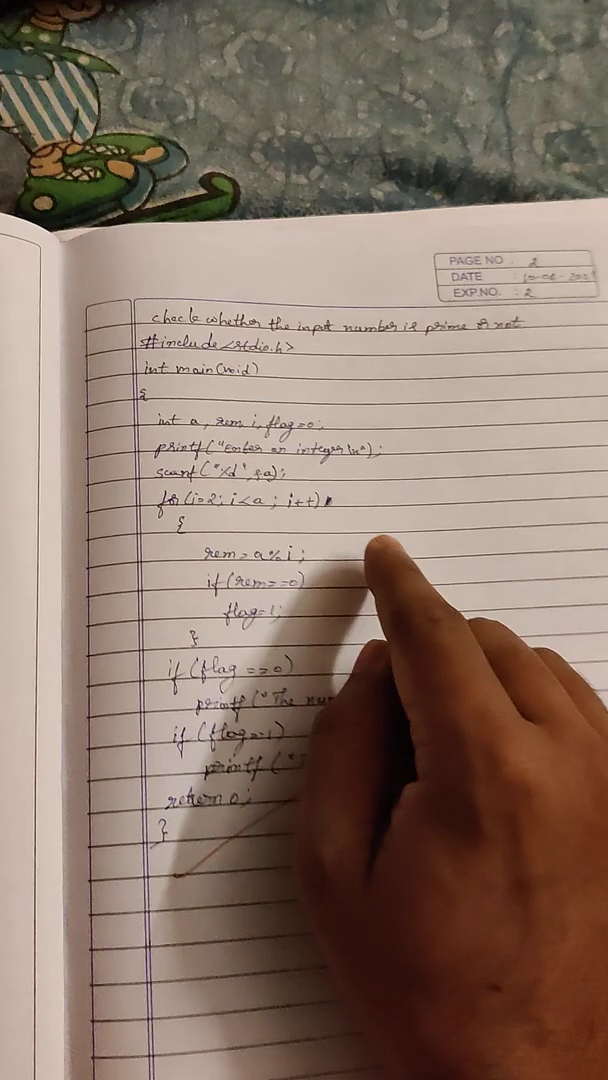 PAGE NO : 2
DATE :
EXP.NO. : 2
check whether the input number is prime or not
#include <stdio.h>
int main(void)
{
int a, rem i, flag=0;
printf("Enter an integer\n");
scanf("%d", &a);
for(i=2; i<a ; i++)
{
rem = a%i;
if(rem==0)
flag=1;
}
if (flag ==0)
printf("The
if (flag==1)
printf("
return 0;
}